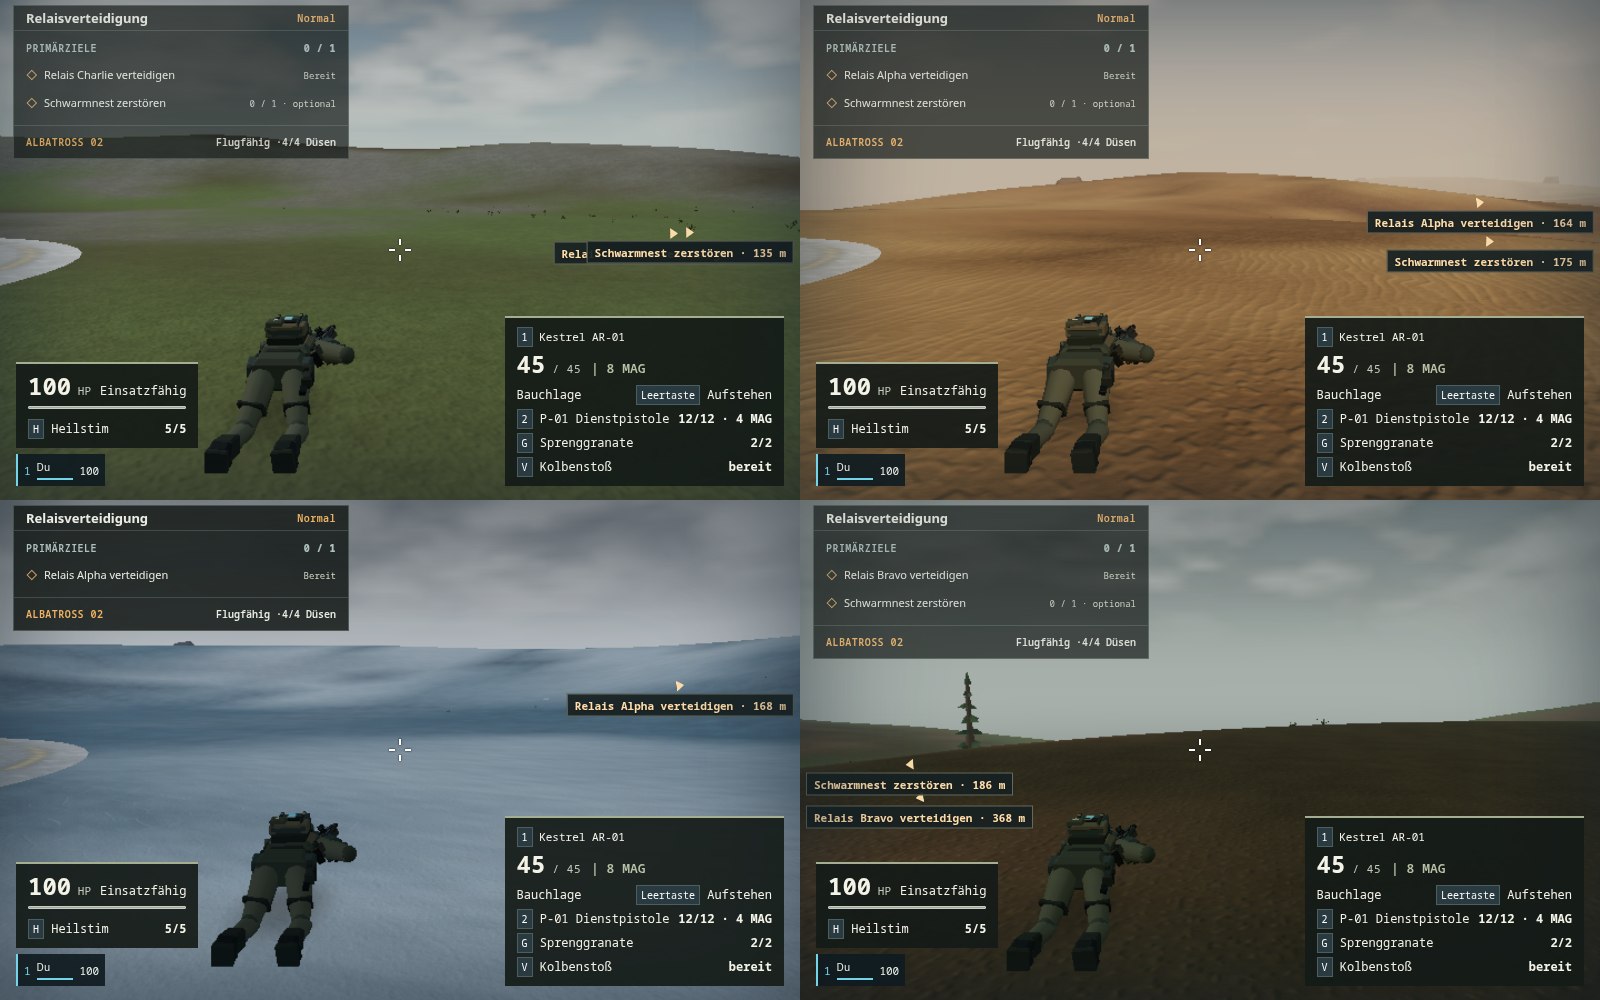 Relaisverteidigung Normal
PRIMÄRZIELE 0 / 1
Relais Charlie verteidigen Bereit
Schwarmnest zerstören 0 / 1 · optional
ALBATROSS 02 Flugfähig ·4/4 Düsen
Rela
Schwarmnest zerstören · 135 m
1 Kestrel AR-01
45 / 45 | 8 MAG
Bauchlage Leertaste Aufstehen
2 P-01 Dienstpistole 12/12 · 4 MAG
G Sprenggranate 2/2
V Kolbenstoß bereit
100 HP Einsatzfähig
H Heilstim 5/5
1 Du 100
Relaisverteidigung Normal
PRIMÄRZIELE 0 / 1
Relais Alpha verteidigen Bereit
Schwarmnest zerstören 0 / 1 · optional
ALBATROSS 02 Flugfähig ·4/4 Düsen
Relais Alpha verteidigen · 164 m
Schwarmnest zerstören · 175 m
1 Kestrel AR-01
45 / 45 | 8 MAG
Bauchlage Leertaste Aufstehen
2 P-01 Dienstpistole 12/12 · 4 MAG
G Sprenggranate 2/2
V Kolbenstoß bereit
100 HP Einsatzfähig
H Heilstim 5/5
1 Du 100
Relaisverteidigung Normal
PRIMÄRZIELE 0 / 1
Relais Alpha verteidigen Bereit
ALBATROSS 02 Flugfähig ·4/4 Düsen
Relais Alpha verteidigen · 168 m
1 Kestrel AR-01
45 / 45 | 8 MAG
Bauchlage Leertaste Aufstehen
2 P-01 Dienstpistole 12/12 · 4 MAG
G Sprenggranate 2/2
V Kolbenstoß bereit
100 HP Einsatzfähig
H Heilstim 5/5
1 Du 100
Relaisverteidigung Normal
PRIMÄRZIELE 0 / 1
Relais Bravo verteidigen Bereit
Schwarmnest zerstören 0 / 1 · optional
ALBATROSS 02 Flugfähig ·4/4 Düsen
Schwarmnest zerstören · 186 m
Relais Bravo verteidigen · 368 m
1 Kestrel AR-01
45 / 45 | 8 MAG
Bauchlage Leertaste Aufstehen
2 P-01 Dienstpistole 12/12 · 4 MAG
G Sprenggranate 2/2
V Kolbenstoß bereit
100 HP Einsatzfähig
H Heilstim 5/5
1 Du 100